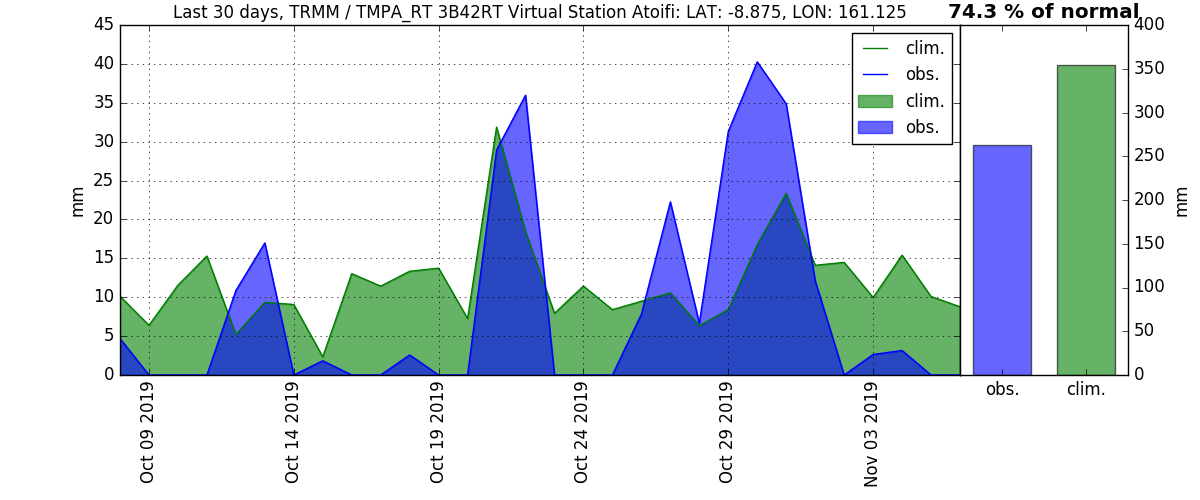 Last 30 days, TRMM / TMPA_RT 3B42RT Virtual Station Atoifi: LAT: -8.875, LON: 161.125
74.3 % of normal
45
40
35
30
25
20
15
10
5
0
mm
clim.
obs.
clim.
obs.
Oct 09 2019
Oct 14 2019
Oct 19 2019
Oct 24 2019
Oct 29 2019
Nov 03 2019
400
350
300
250
200
150
100
50
0
mm
obs.
clim.